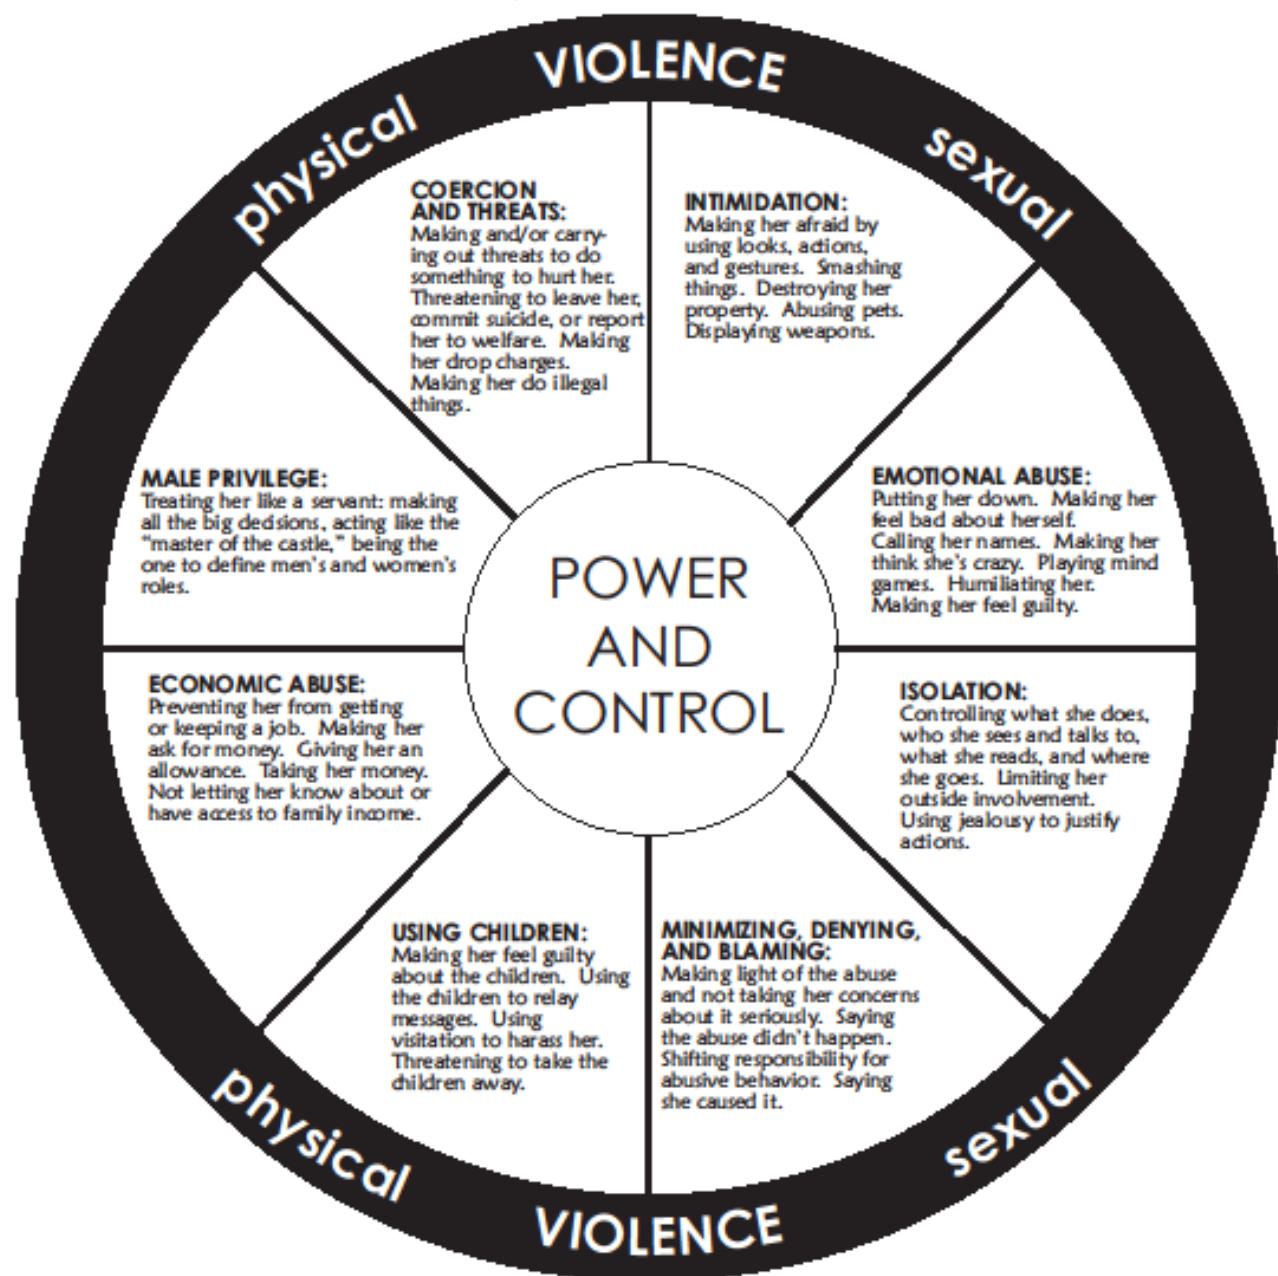 VIOLENCE
physical
sexual
COERCION
AND THREATS:
Making and/or carry-
ing out threats to do
something to hurt her.
Threatening to leave her,
commit suicide, or report
her to welfare. Making
her drop charges.
Making her do illegal
things.
INTIMIDATION:
Making her afraid by
using looks, actions,
and gestures. Smashing
things. Destroying her
property. Abusing pets.
Displaying weapons.
MALE PRIVILEGE:
Treating her like a servant: making
all the big decisions, acting like the
“master of the castle,” being the
one to define men’s and women’s
roles.
EMOTIONAL ABUSE:
Putting her down. Making her
feel bad about herself.
Calling her names. Making her
think she’s crazy. Playing mind
games. Humiliating her.
Making her feel guilty.
POWER
AND
CONTROL
ECONOMIC ABUSE:
Preventing her from getting
or keeping a job. Making her
ask for money. Giving her an
allowance. Taking her money.
Not letting her know about or
have access to family income.
ISOLATION:
Controlling what she does,
who she sees and talks to,
what she reads, and where
she goes. Limiting her
outside involvement.
Using jealousy to justify
actions.
USING CHILDREN:
Making her feel guilty
about the children. Using
the children to relay
messages. Using
visitation to harass her.
Threatening to take the
children away.
MINIMIZING, DENYING,
AND BLAMING:
Making light of the abuse
and not taking her concerns
about it seriously. Saying
the abuse didn’t happen.
Shifting responsibility for
abusive behavior. Saying
she caused it.
physical
sexual
VIOLENCE